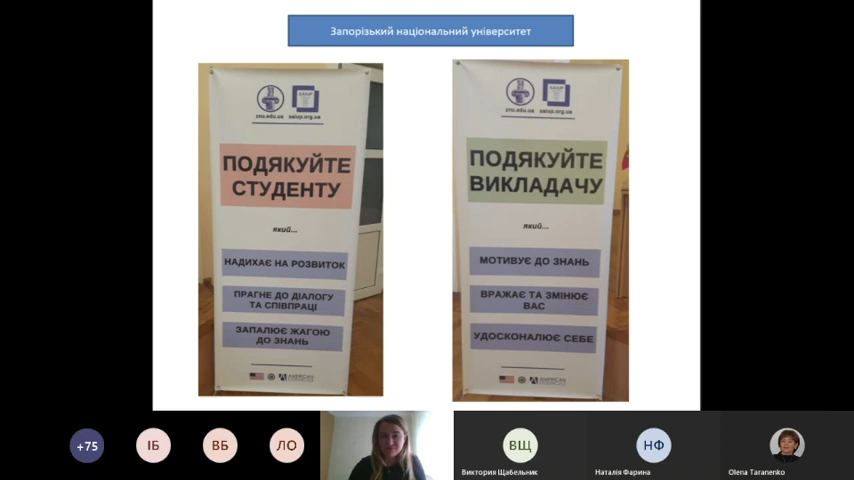 Запорізький національний університет
znu.edu.ua saiup.org.ua
ПОДЯКУЙТЕ
СТУДЕНТУ
який...
НАДИХАЄ НА РОЗВИТОК
ПРАГНЕ ДО ДІАЛОГУ
ТА СПІВПРАЦІ
ЗАПАЛЮЄ ЖАГОЮ
ДО ЗНАНЬ
AMERICAN
znu.edu.ua saiup.org.ua
ПОДЯКУЙТЕ
ВИКЛАДАЧУ
який...
МОТИВУЄ ДО ЗНАНЬ
ВРАЖАЄ ТА ЗМІНЮЄ
ВАС
УДОСКОНАЛЮЄ СЕБЕ
AMERICAN
+75
ІБ
ВБ
ЛО
ВЩ
Виктория Щабельник
НФ
Наталія Фарина
Olena Taranenko